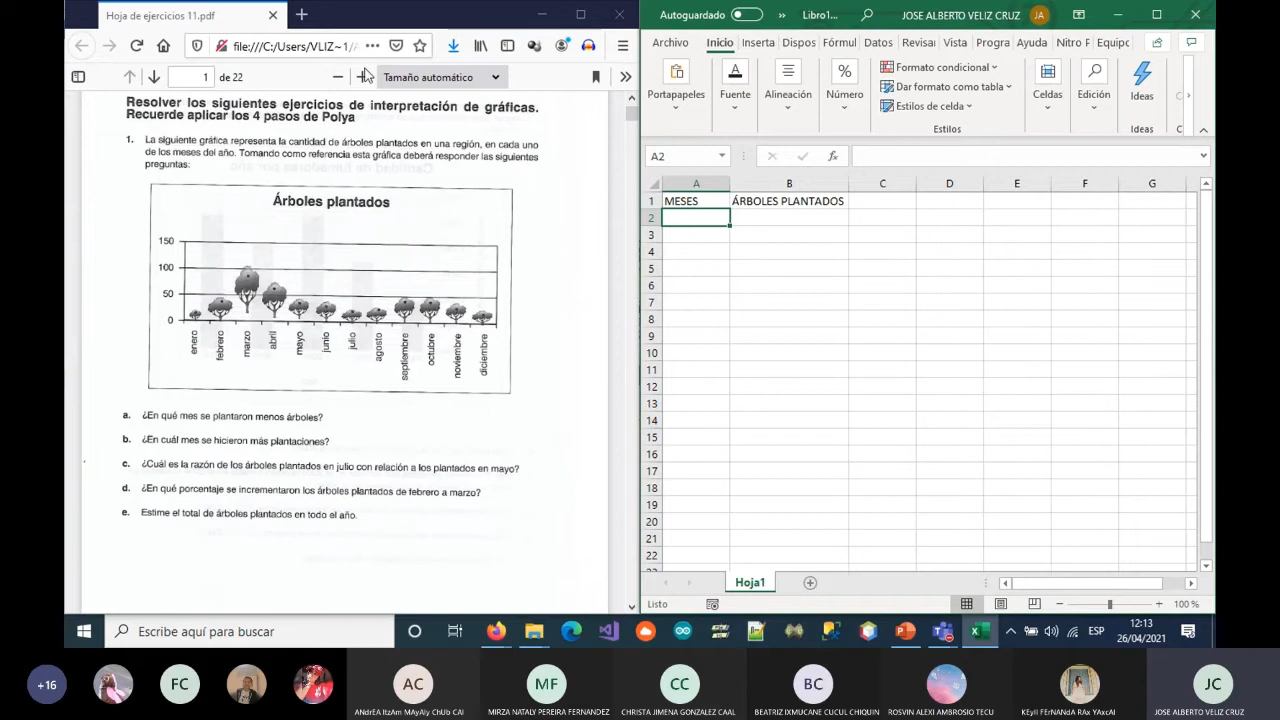 Hoja de ejercicios 11.pdf
file:///C:/Users/VLIZ~1/A
1 de 22
Tamaño automático
Resolver los siguientes ejercicios de interpretación de gráficas.
Recuerde aplicar los 4 pasos de Polya
1. La siguiente gráfica representa la cantidad de árboles plantados en una región, en cada uno
de los meses del año. Tomando como referencia esta gráfica deberá responder las siguientes
preguntas:
Árboles plantados
150
100
50
0
enero
febrero
marzo
abril
mayo
junio
julio
agosto
septiembre
octubre
noviembre
diciembre
a. ¿En qué mes se plantaron menos árboles?
b. ¿En cuál mes se hicieron más plantaciones?
c. ¿Cuál es la razón de los árboles plantados en julio con relación a los plantados en mayo?
d. ¿En qué porcentaje se incrementaron los árboles plantados de febrero a marzo?
e. Estime el total de árboles plantados en todo el año.
Autoguardado
Libro1...
JOSE ALBERTO VELIZ CRUZ
JA
Archivo Inicio Inserta Dispos Fórmul Datos Revisar Vista Progra Ayuda Nitro F Equipc
Portapapeles
Fuente
Alineación
Número
%
Formato condicional
Dar formato como tabla
Estilos de celda
Estilos
Celdas
Edición
Ideas
Ideas
C
A2
fx
A B C D E F G
1 MESES ÁRBOLES PLANTADOS
2
3
4
5
6
7
8
9
10
11
12
13
14
15
16
17
18
19
20
21
22
Hoja1
Listo
100 %
Escribe aquí para buscar
ESP
12:13
26/04/2021
+16
FC
AC
ANdrEA ItzAm MAyAly ChUb CAl
MF
MIRZA NATALY PEREIRA FERNANDEZ
CC
CHRISTA JIMENA GONZALEZ CAAL
BC
BEATRIZ IXMUCANE CUCUL CHIQUIN
ROSVIN ALEXI AMBROSIO TECU
KEyll FErNAndA RAx YAxcAl
JC
JOSE ALBERTO VELIZ CRUZ